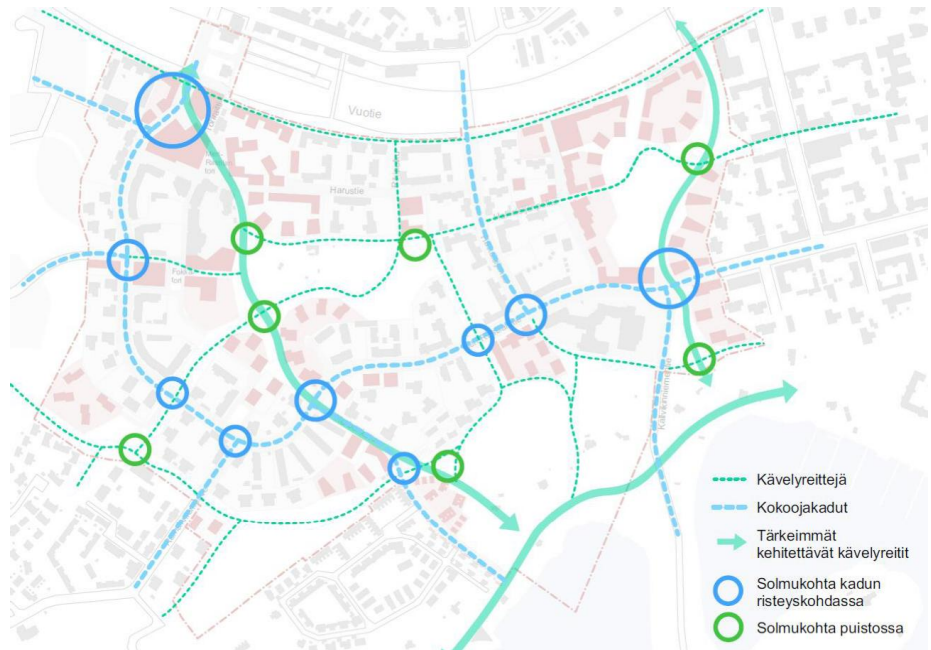 Vuotie
Harustie
Kävelyreittejä
Kokoojakadut
Tärkeimmät
kehitettävät kävelyreitit
Solmukohta kadun
risteyskohdassa
Solmukohta puistossa